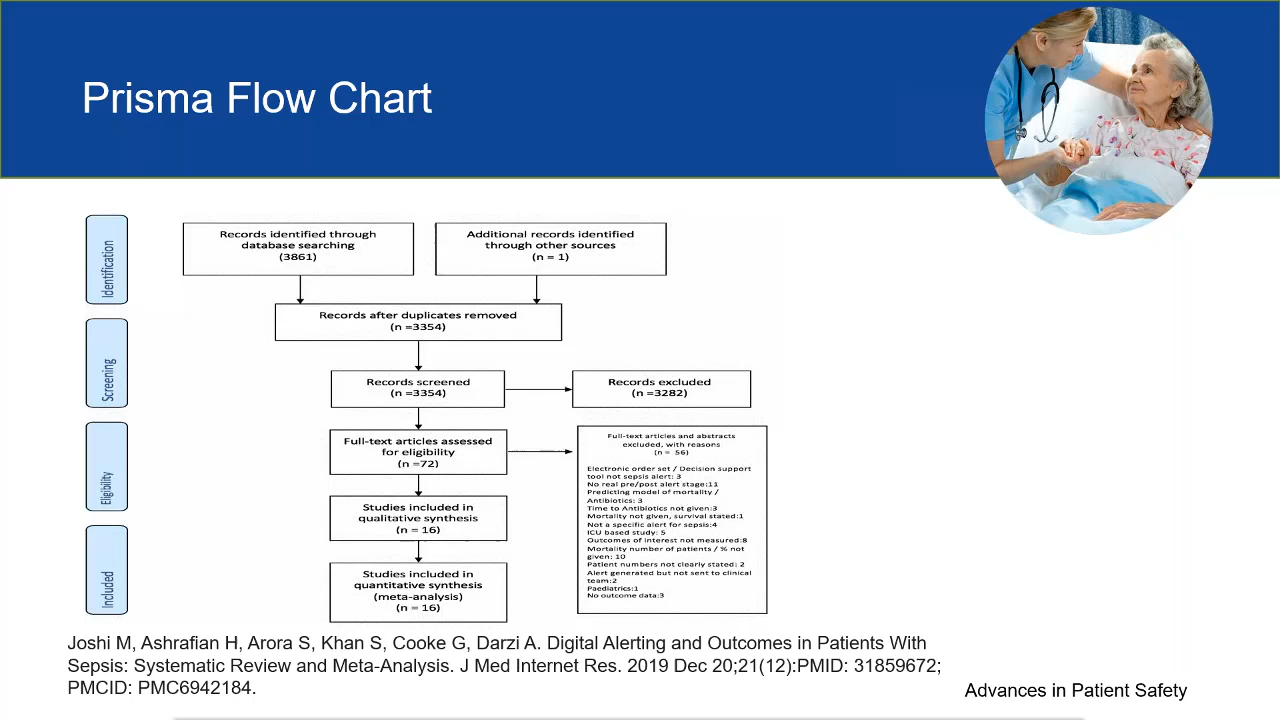 Prisma Flow Chart
Identification
Records identified through
database searching
(3861)
Additional records identified
through other sources
(n = 1)
Records after duplicates removed
(n =3354)
Screening
Records screened
(n =3354)
Records excluded
(n =3282)
Eligibility
Full-text articles assessed
for eligibility
(n =72)
Full-text articles and abstracts
excluded, with reasons
(n = 56)
Electronic order set / Decision support
tool not sepsis alert: 3
No real pre/post alert stage:11
Predicting model of mortality /
Antibiotics: 3
Time to Antibiotics not given:3
Mortality not given, survival stated:1
Not a specific alert for sepsis:4
ICU based study: 5
Outcomes of interest not measured:8
Mortality number of patients / % not
given: 10
Patient numbers not clearly stated: 2
Alert generated but not sent to clinical
team:2
Paediatrics:1
No outcome data:3
Studies included in
qualitative synthesis
(n = 16)
Included
Studies included in
quantitative synthesis
(meta-analysis)
(n = 16)
Joshi M, Ashrafian H, Arora S, Khan S, Cooke G, Darzi A. Digital Alerting and Outcomes in Patients With
Sepsis: Systematic Review and Meta-Analysis. J Med Internet Res. 2019 Dec 20;21(12):PMID: 31859672;
PMCID: PMC6942184.
Advances in Patient Safety